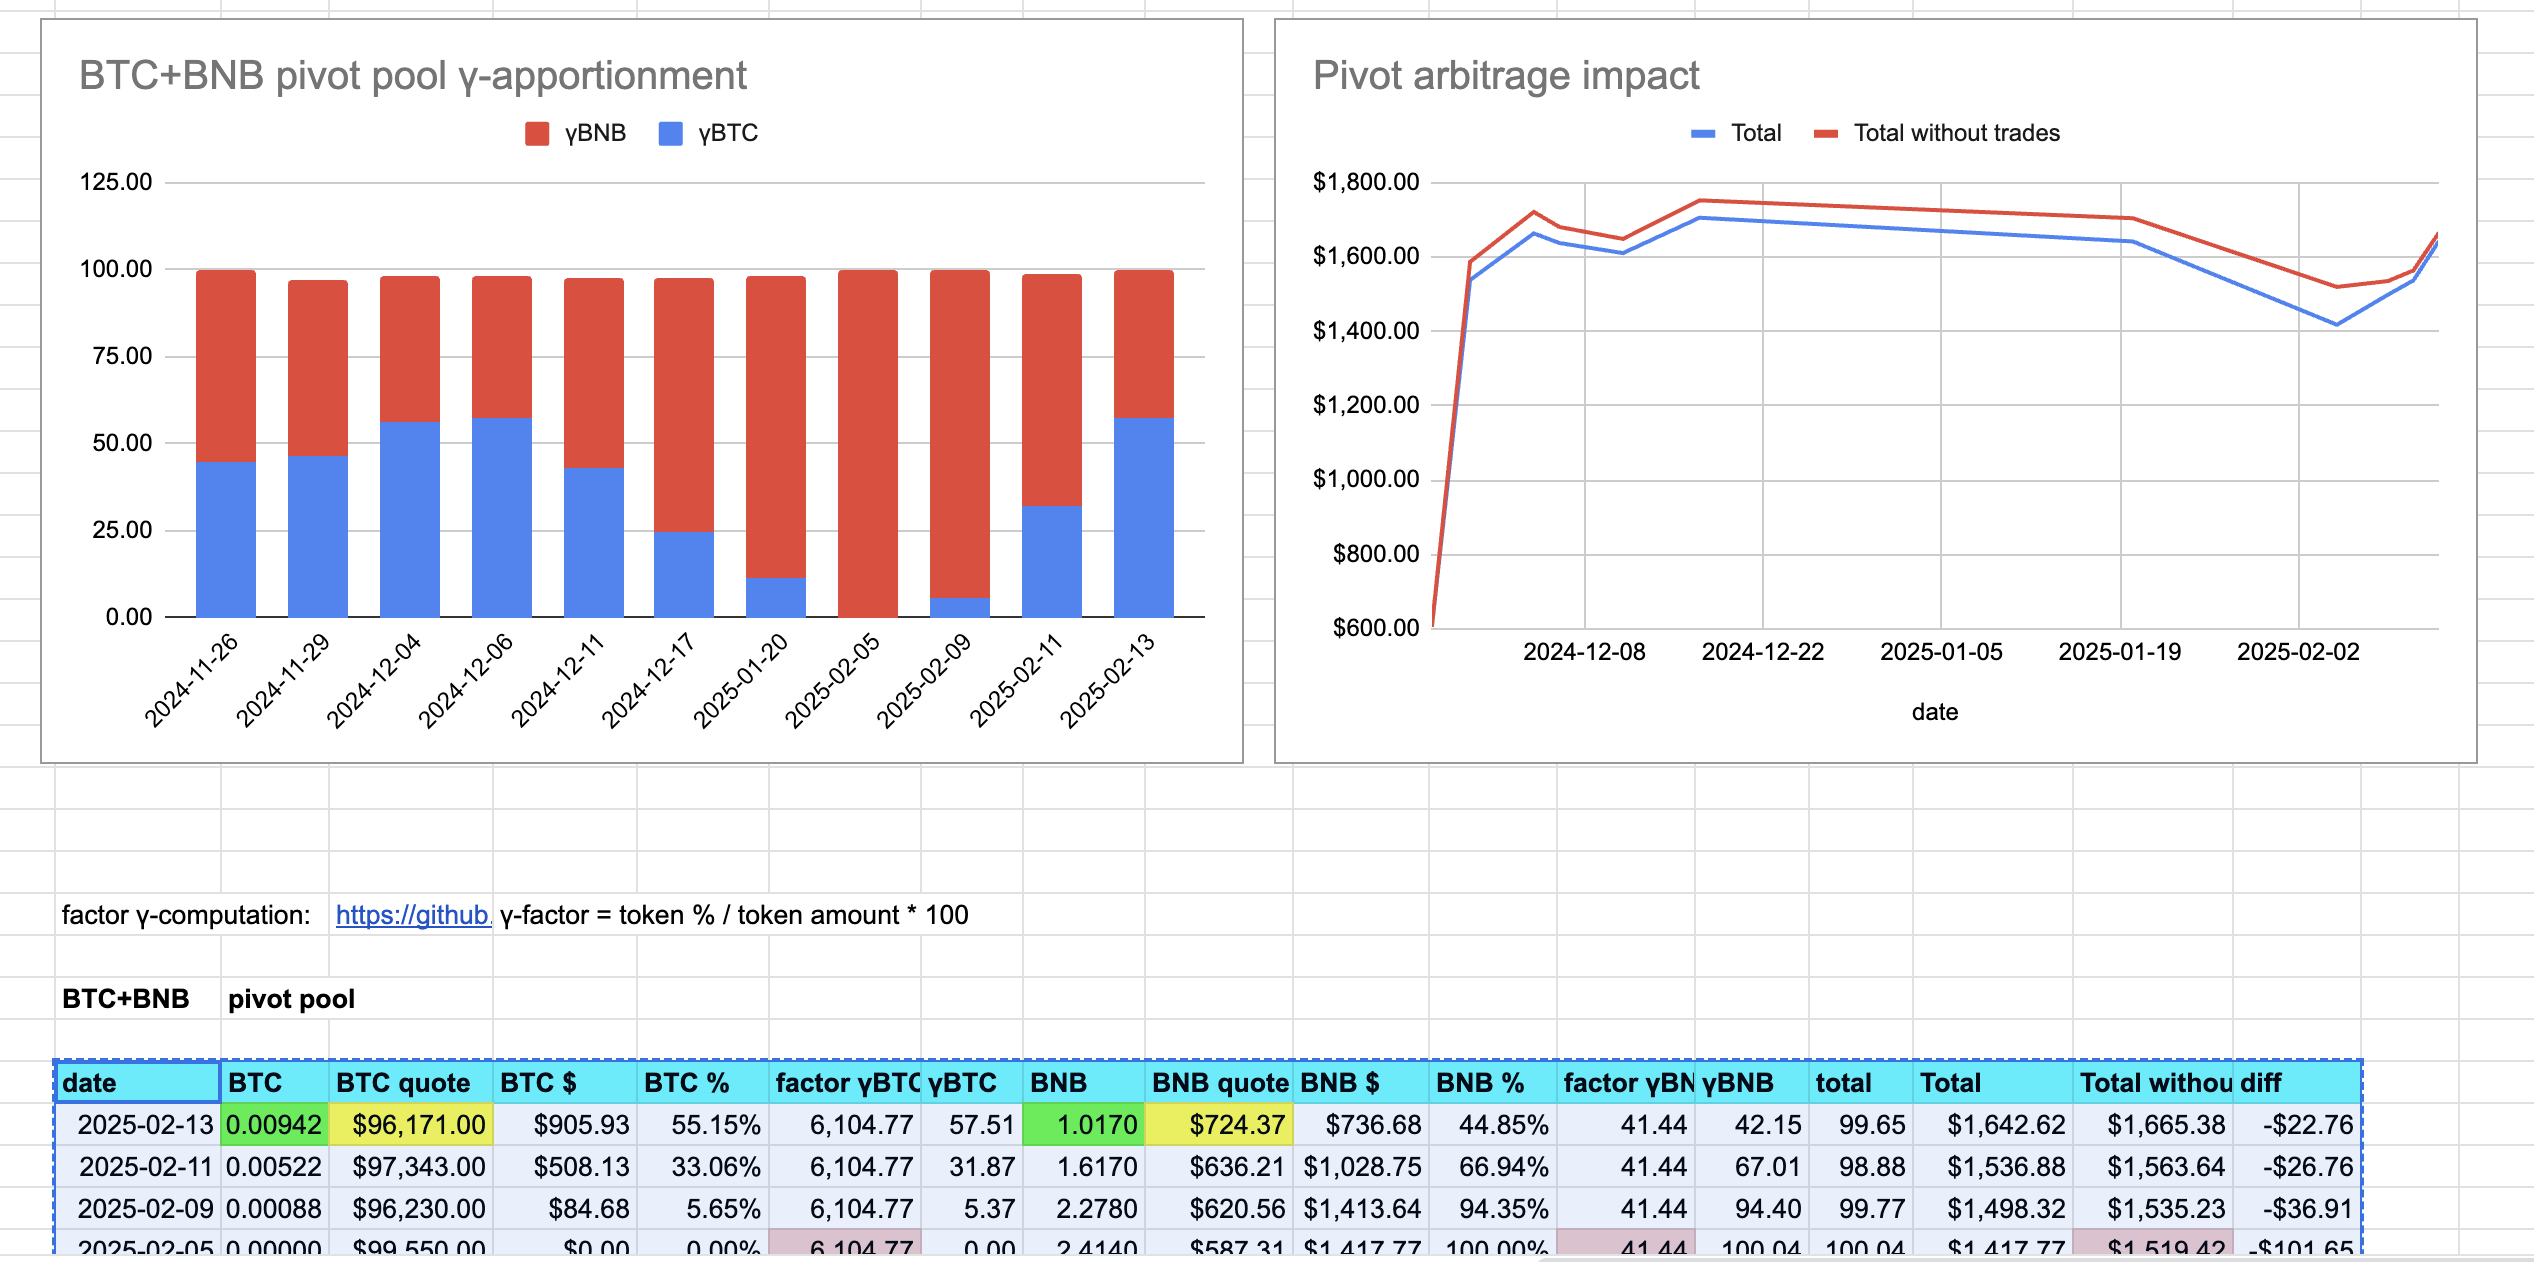 BTC+BNB pivot pool γ-apportionment
γBNB γBTC
125.00
100.00
75.00
50.00
25.00
0.00
2024-11-26
2024-11-29
2024-12-04
2024-12-06
2024-12-11
2024-12-17
2025-01-20
2025-02-05
2025-02-09
2025-02-11
2025-02-13
Pivot arbitrage impact
Total Total without trades
$1,800.00
$1,600.00
$1,400.00
$1,200.00
$1,000.00
$800.00
$600.00
2024-12-08 2024-12-22 2025-01-05 2025-01-19 2025-02-02
date
factor γ-computation: https://github. γ-factor = token % / token amount * 100
BTC+BNB pivot pool
date BTC BTC quote BTC $ BTC % factor γBTC γBTC BNB BNB quote BNB $ BNB % factor γBN γBNB total Total Total withou diff
2025-02-13 0.00942 $96,171.00 $905.93 55.15% 6,104.77 57.51 1.0170 $724.37 $736.68 44.85% 41.44 42.15 99.65 $1,642.62 $1,665.38 -$22.76
2025-02-11 0.00522 $97,343.00 $508.13 33.06% 6,104.77 31.87 1.6170 $636.21 $1,028.75 66.94% 41.44 67.01 98.88 $1,536.88 $1,563.64 -$26.76
2025-02-09 0.00088 $96,230.00 $84.68 5.65% 6,104.77 5.37 2.2780 $620.56 $1,413.64 94.35% 41.44 94.40 99.77 $1,498.32 $1,535.23 -$36.91
2025-02-05 0.00000 $99,550.00 $0.00 0.00% 6,104.77 0.00 2.4140 $587.31 $1,417.77 100.00% 41.44 100.04 100.04 $1,417.77 $1,519.42 -$101.65